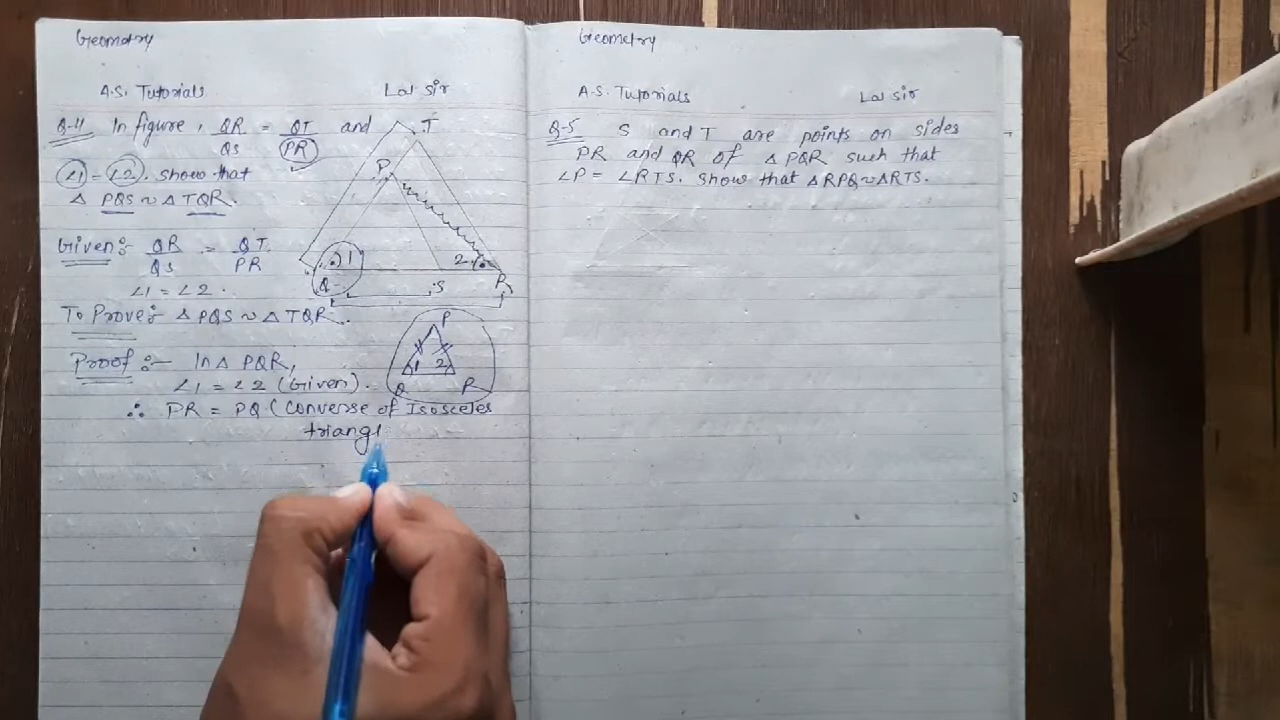 Geometry
A.S. Tutorials Lal Sir
Q-4 In figure, QR/QS = QT/PR and
∠1 = ∠2. show that
Δ PQS ~ Δ TQR.
Given:- QR/QS = QT/PR
∠1 = ∠2.
To Prove:- Δ PQS ~ Δ TQR.
Proof:- In Δ PQR,
∠1 = ∠2 (Given).
∴ PR = PQ (Converse of Isosceles
triangl
T
P
1 2
Q S R
P
1 2
Q R
Geometry
A.S. Tutorials Lal Sir
Q-5 S and T are points on sides
PR and QR of Δ PQR such that
∠P = ∠RTS. Show that ΔRPQ ~ ΔRTS.